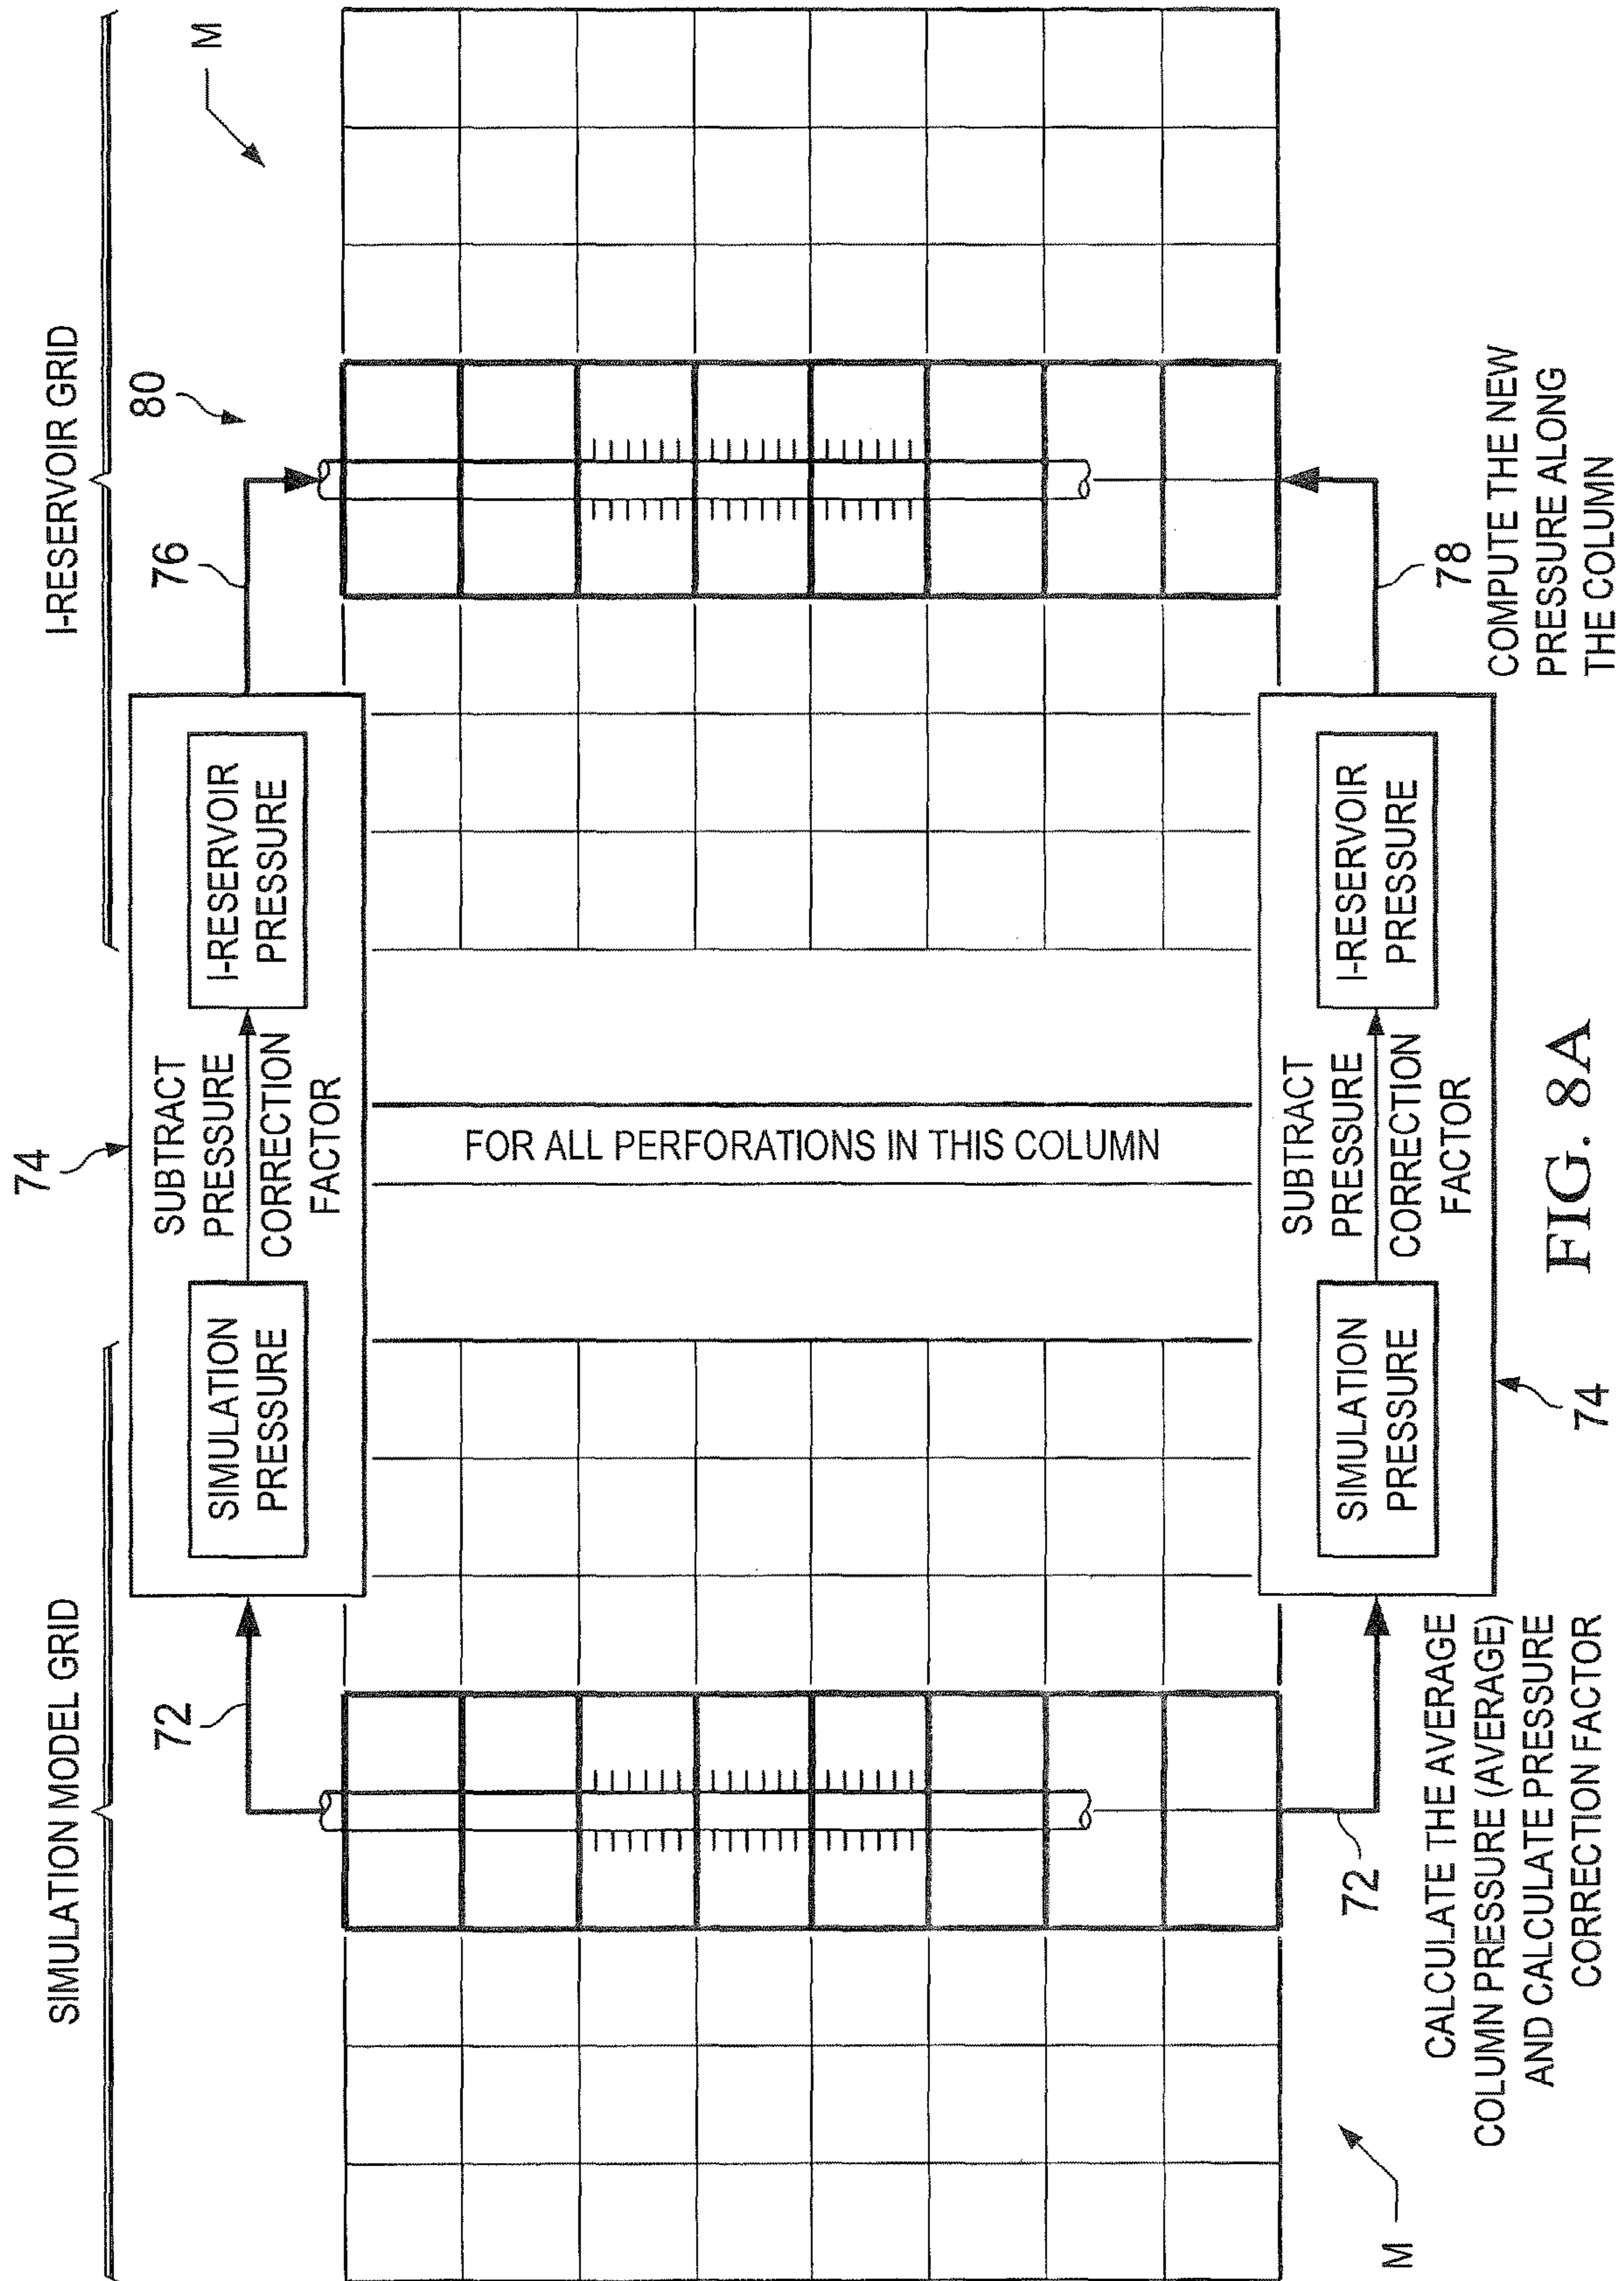 SIMULATION MODEL GRID
I-RESERVOIR GRID
72
74
76
80
M
SIMULATION
PRESSURE
SUBTRACT
PRESSURE
CORRECTION
FACTOR
I-RESERVOIR
PRESSURE
FOR ALL PERFORATIONS IN THIS COLUMN
M
72
SIMULATION
PRESSURE
SUBTRACT
PRESSURE
CORRECTION
FACTOR
I-RESERVOIR
PRESSURE
74
78
CALCULATE THE AVERAGE
COLUMN PRESSURE (AVERAGE)
AND CALCULATE PRESSURE
CORRECTION FACTOR
COMPUTE THE NEW
PRESSURE ALONG
THE COLUMN
FIG. 8A